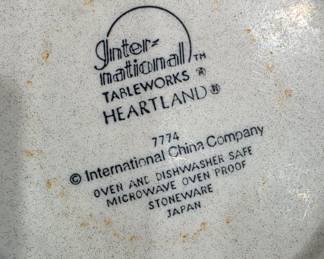 Inter-
national™
TABLEWORKS®
HEARTLAND®
7774
© International China Company
OVEN AND DISHWASHER SAFE
MICROWAVE OVEN PROOF
STONEWARE
JAPAN